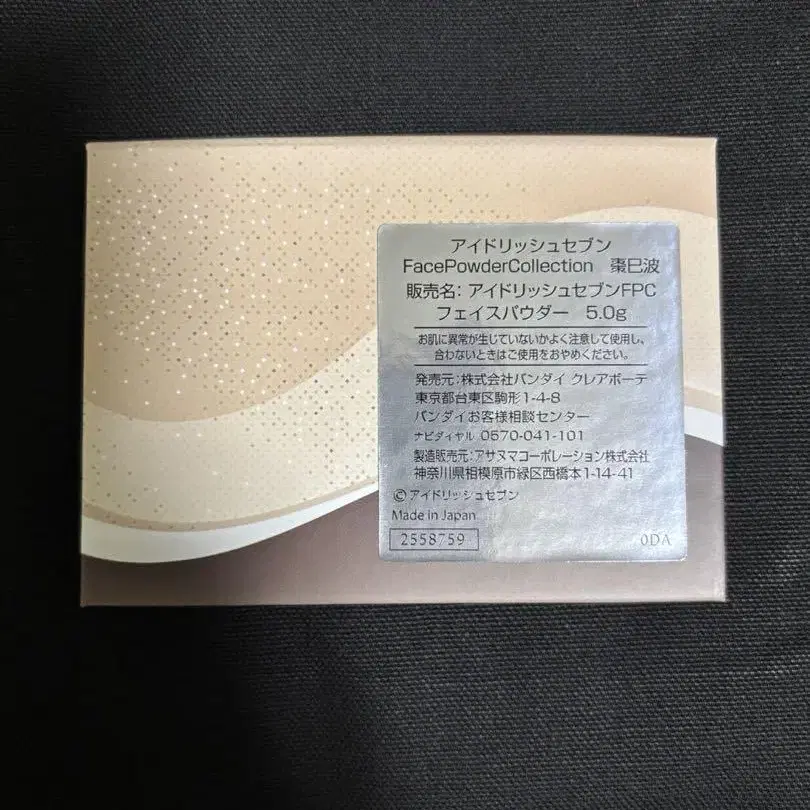 アイドリッシュセブン
FacePowderCollection 棗巳波
販売名: アイドリッシュセブンFPC
フェイスパウダー 5.0g
お肌に異常が生じていないかよく注意して使用し、
合わないときはご使用をおやめください。
発売元:株式会社バンダイ クレアボーテ
東京都台東区駒形1-4-8
バンダイお客様相談センター
ナビダイヤル 0570-041-101
製造販売元:アサヌマコーポレーション株式会社
神奈川県相模原市緑区西橋本1-14-41
©アイドリッシュセブン
Made in Japan
2558759 0DA